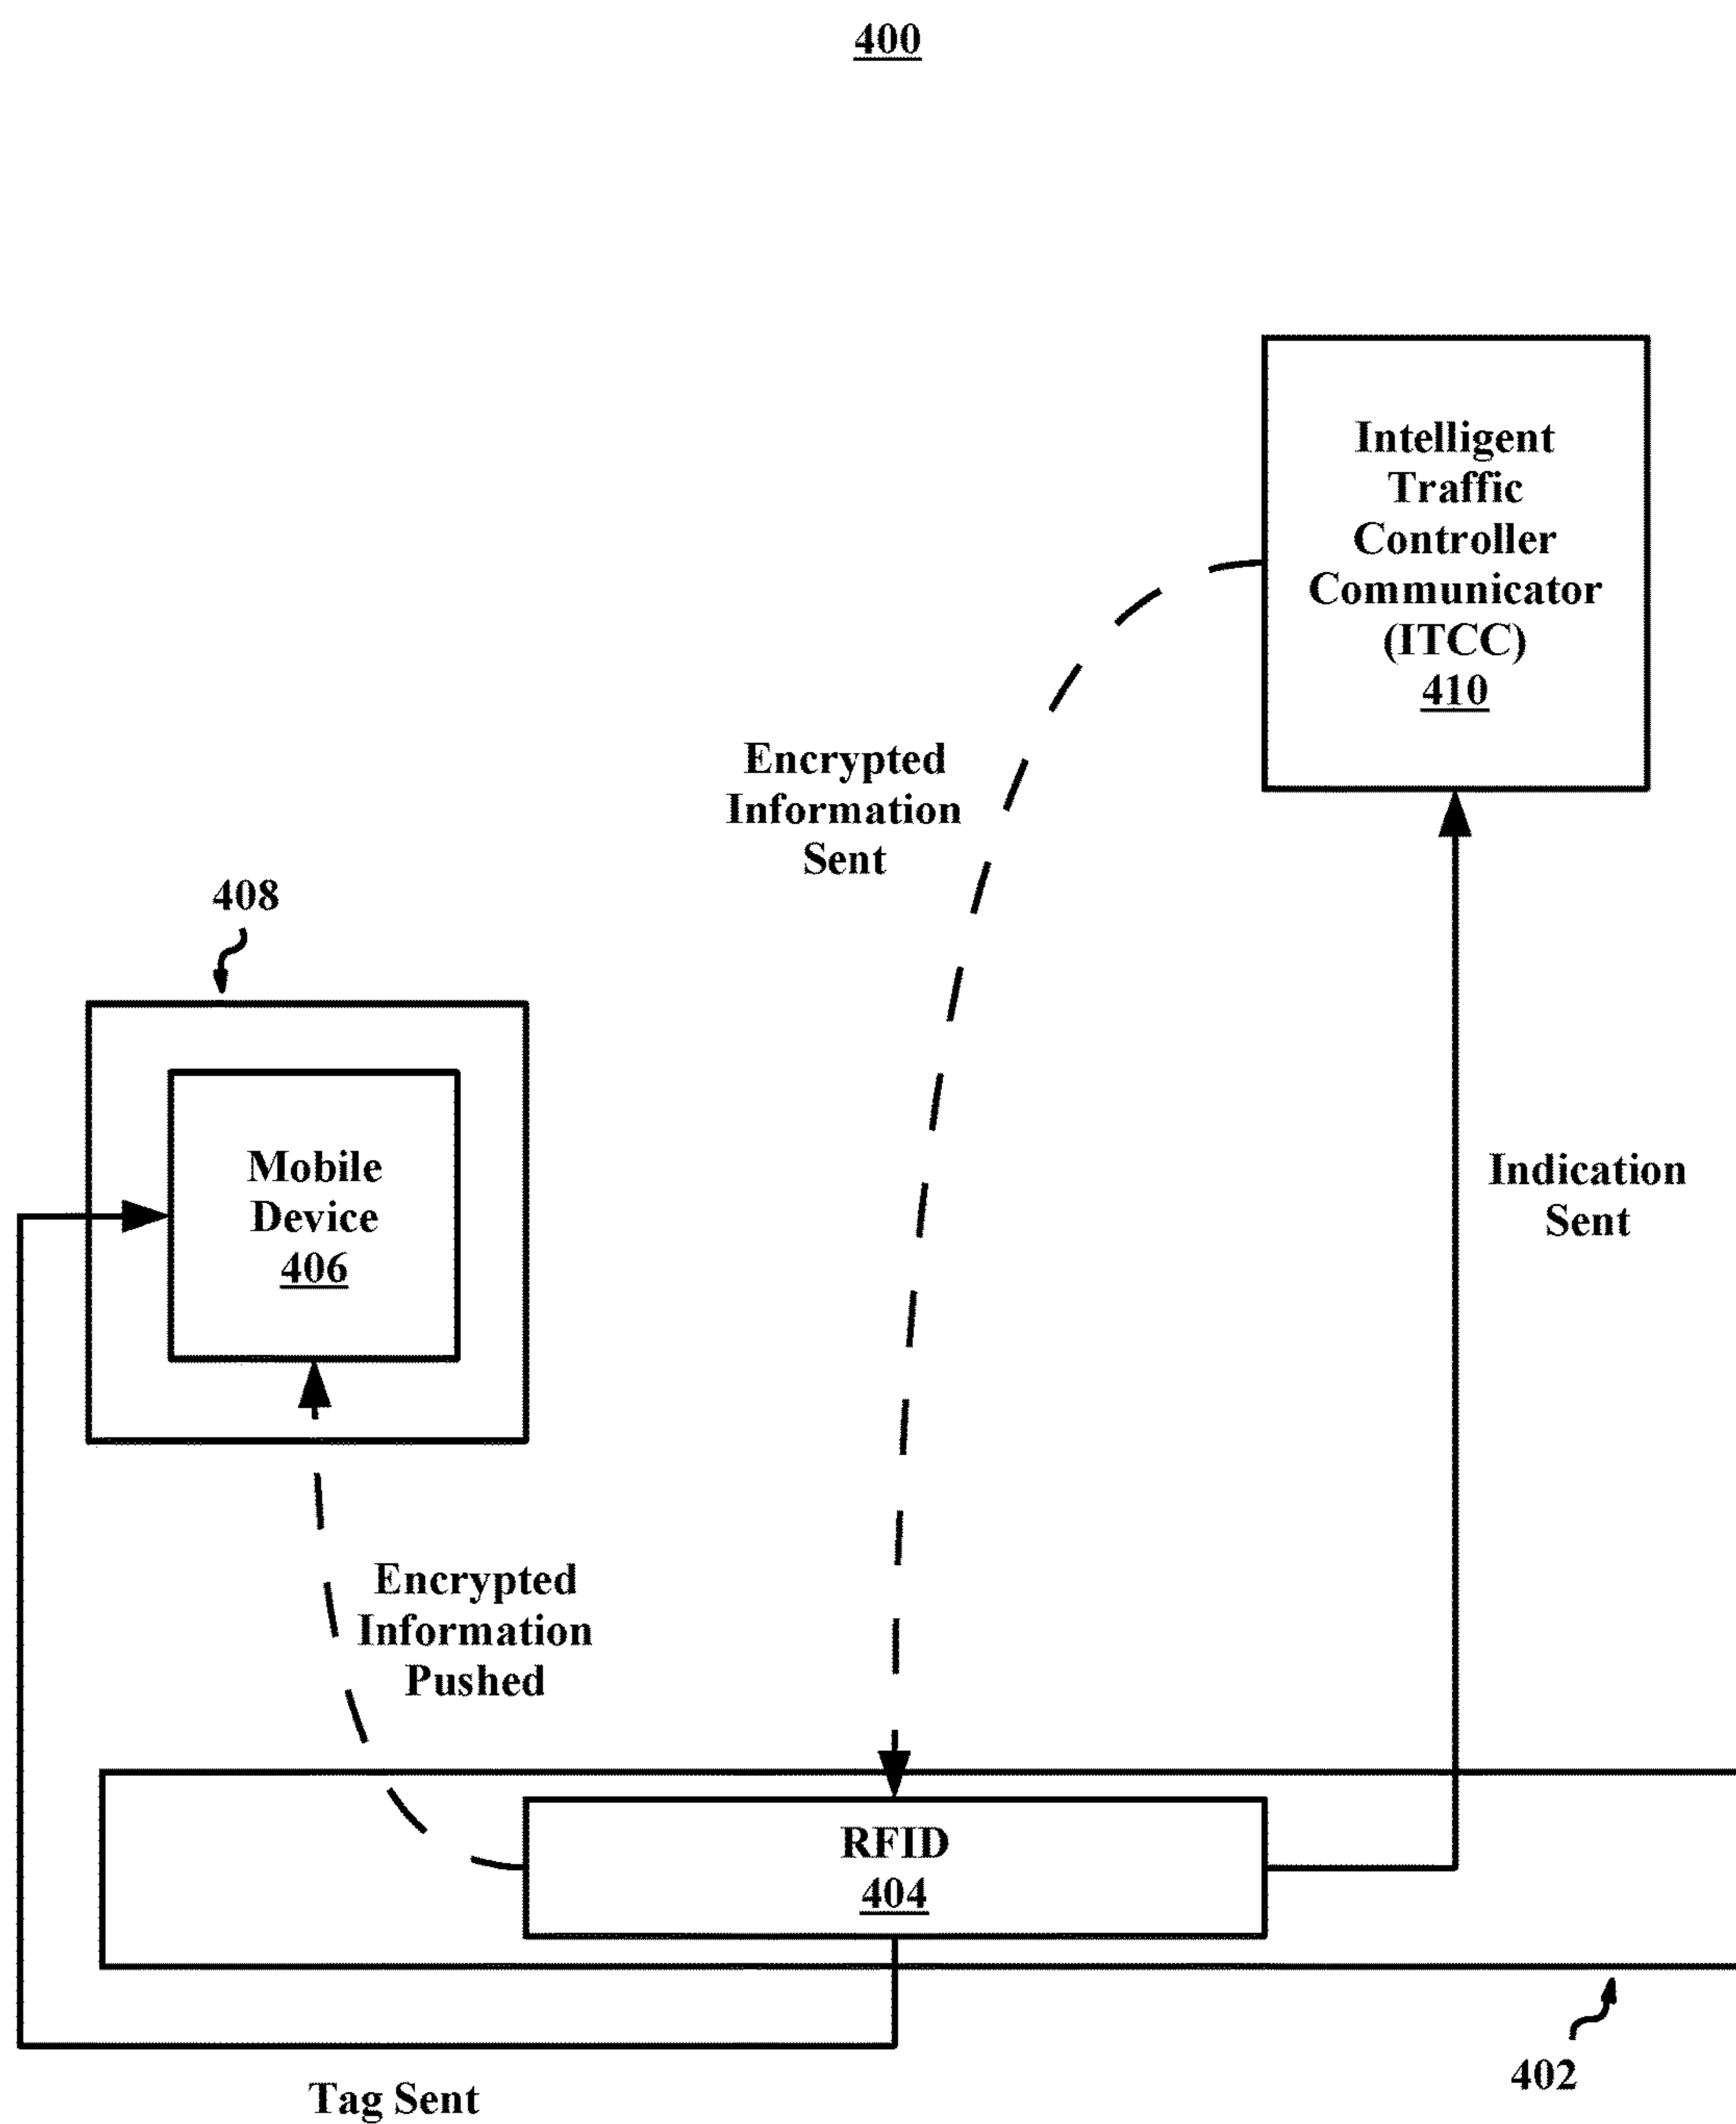 400
Intelligent
Traffic
Controller
Communicator
(ITCC)
410
Encrypted
Information
Sent
408
Mobile
Device
406
Indication
Sent
Encrypted
Information
Pushed
RFID
404
402
Tag Sent